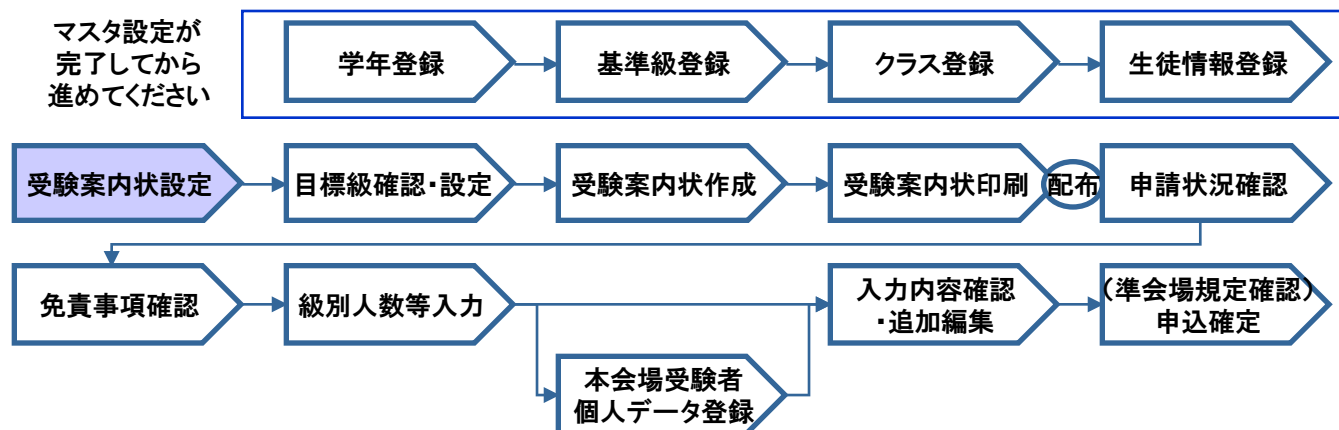 マスタ設定が
完了してから
進めてください
学年登録
基準級登録
クラス登録
生徒情報登録
受験案内状設定
目標級確認・設定
受験案内状作成
受験案内状印刷
配布
申請状況確認
免責事項確認
級別人数等入力
入力内容確認
・追加編集
(準会場規定確認)
申込確定
本会場受験者
個人データ登録